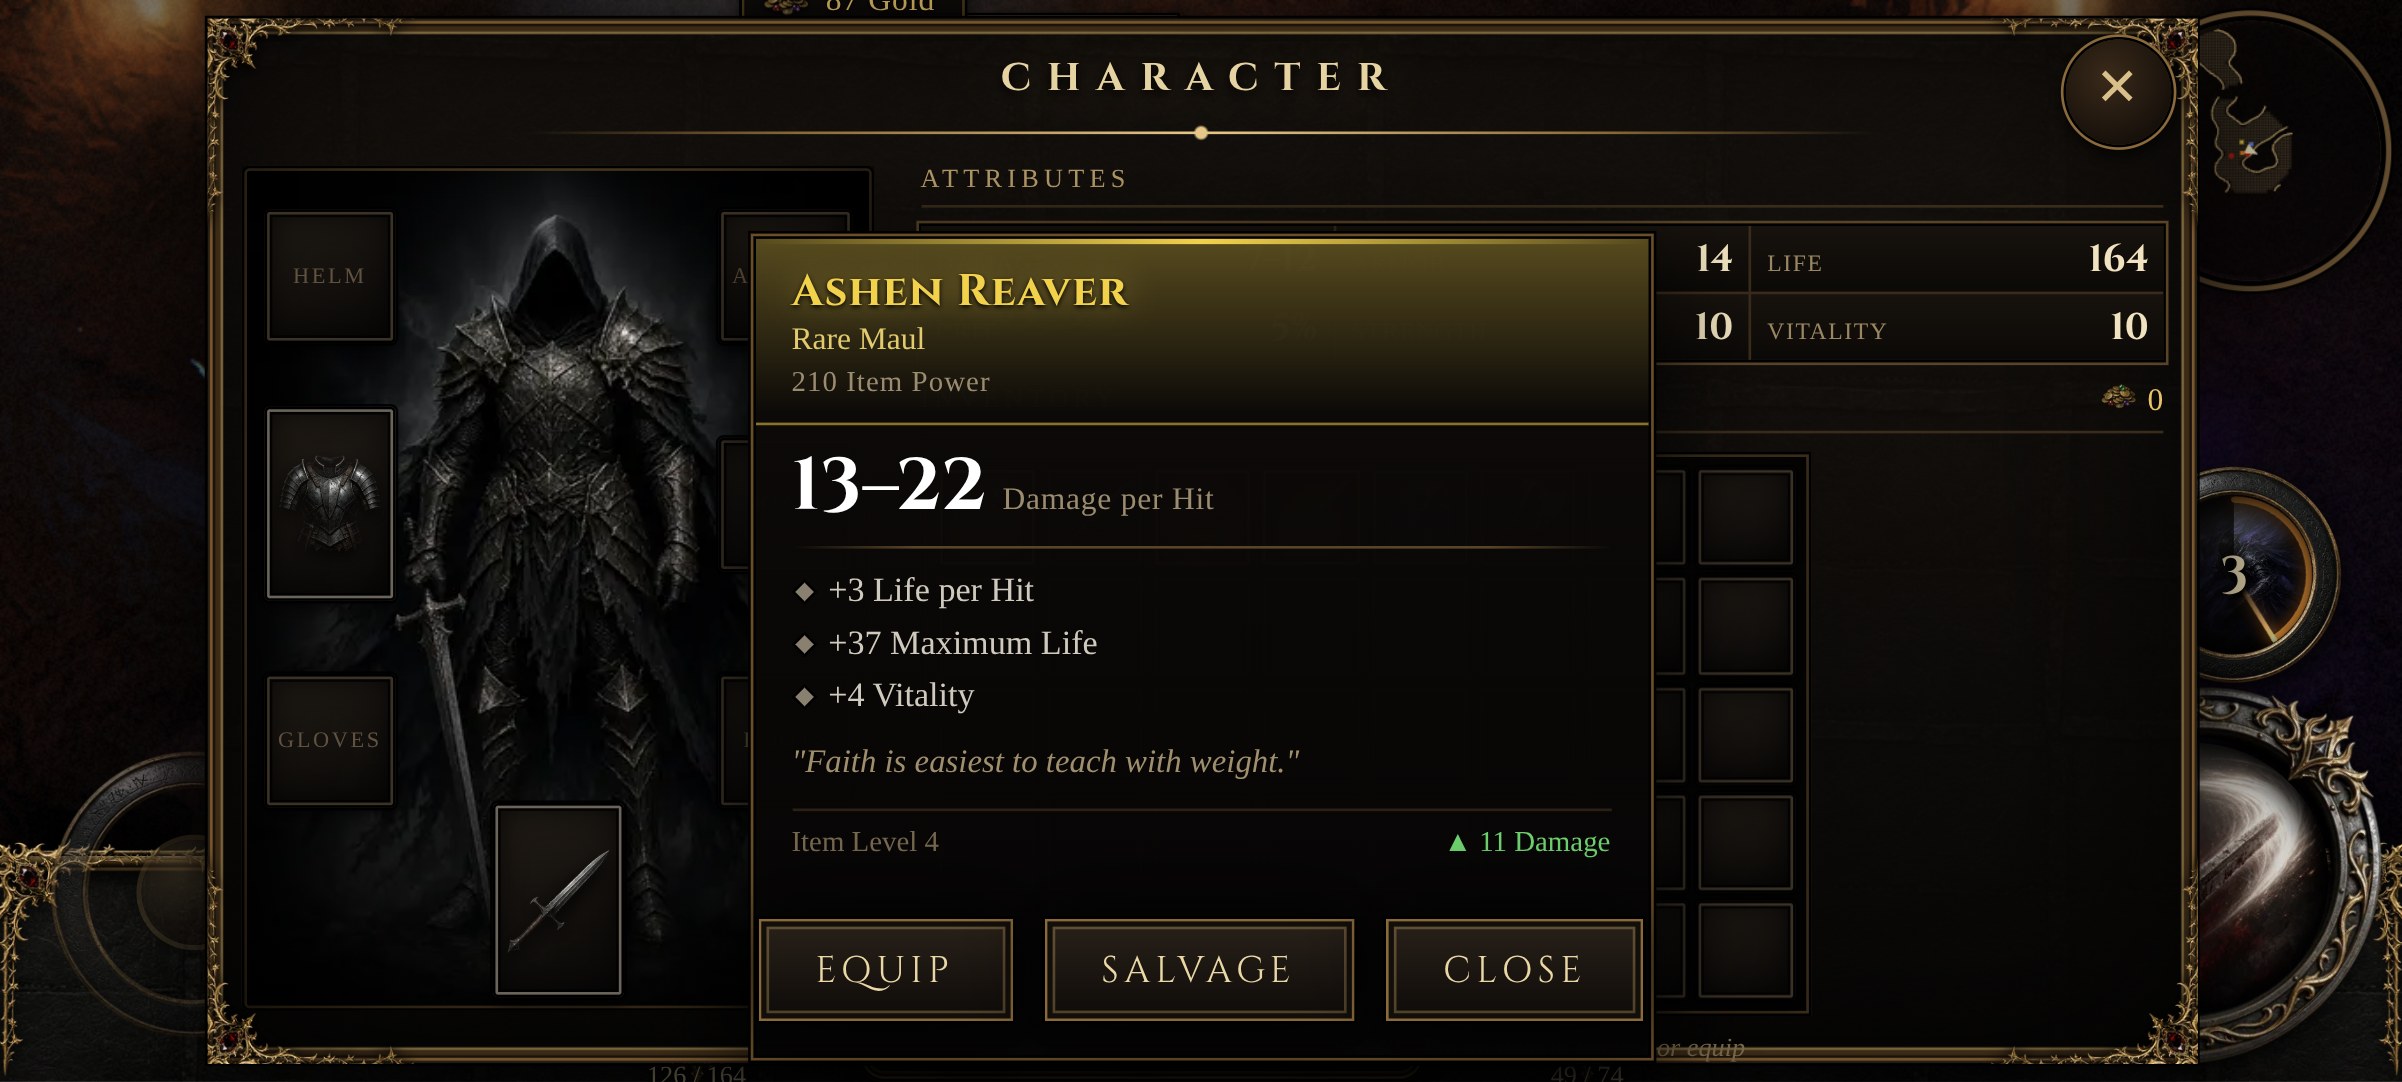 87 Gold
CHARACTER
ATTRIBUTES
HELM
14
LIFE
164
10
VITALITY
10
0
Ashen Reaver
Rare Maul
210 Item Power
13–22 Damage per Hit
+3 Life per Hit
+37 Maximum Life
+4 Vitality
"Faith is easiest to teach with weight."
Item Level 4
▲ 11 Damage
EQUIP
SALVAGE
CLOSE
GLOVES
3
or equip
126 / 164
49 / 74